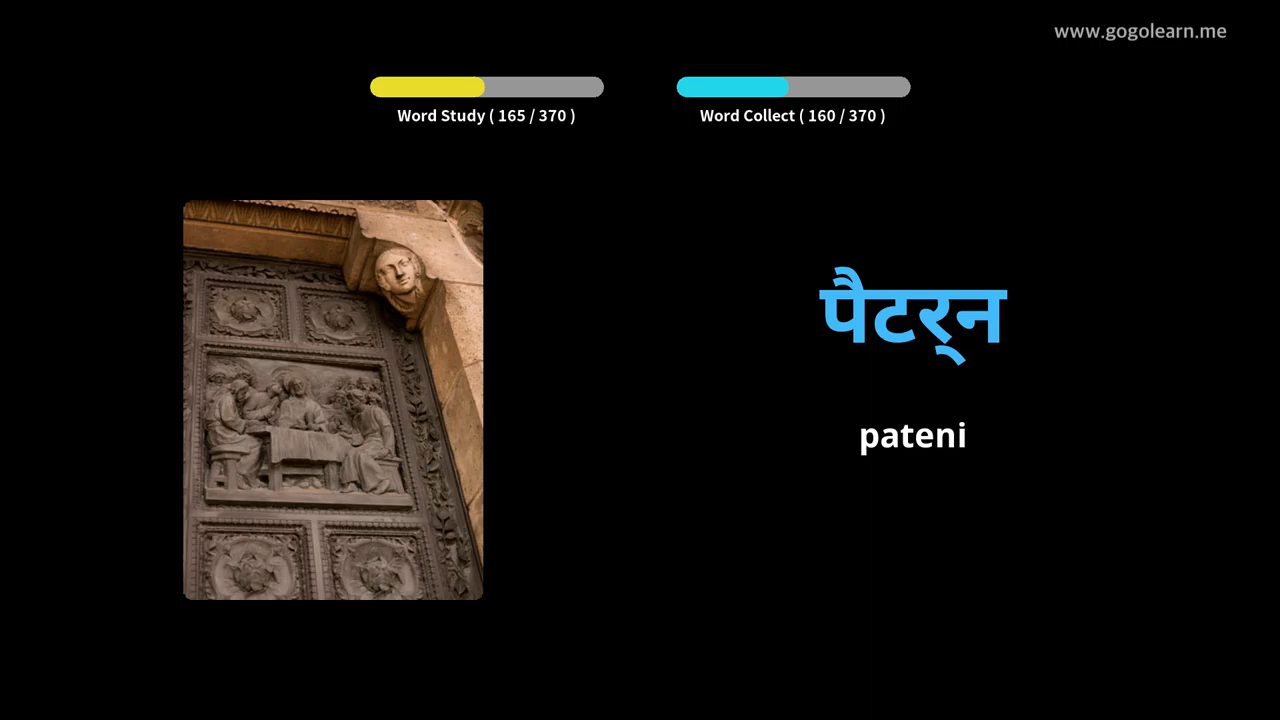 www.gogolearn.me
Word Study ( 165 / 370 )
Word Collect ( 160 / 370 )
पैटर्‌न
pateni